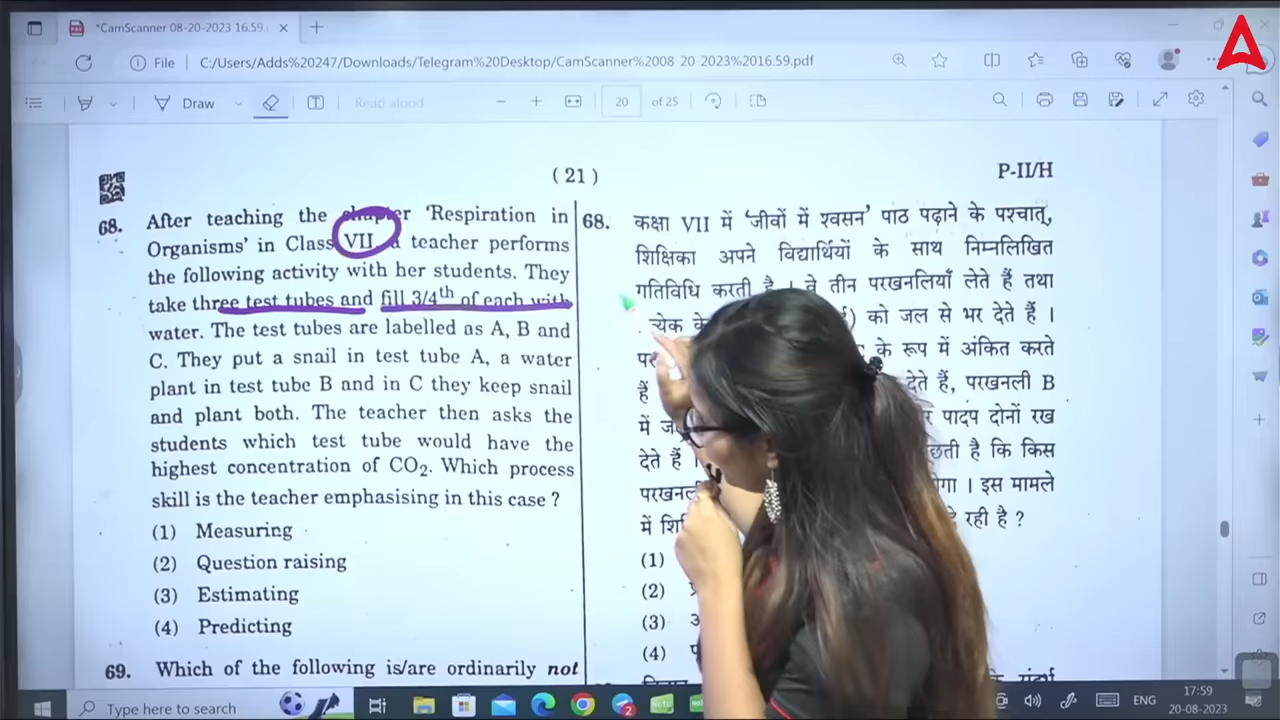 *CamScanner 08-20-2023 16.59.
File
C:/Users/Adds%20247/Downloads/Telegram%20Desktop/CamScanner%2008-20-2023%2016.59.pdf
Draw
Read aloud
20
of 25
( 21 )
P-II/H
68. After teaching the chapter 'Respiration in
Organisms' in Class VII, a teacher performs
the following activity with her students. They
take three test tubes and fill 3/4th of each with
water. The test tubes are labelled as A, B and
C. They put a snail in test tube A, a water
plant in test tube B and in C they keep snail
and plant both. The teacher then asks the
students which test tube would have the
highest concentration of CO2. Which process
skill is the teacher emphasising in this case ?
(1) Measuring
(2) Question raising
(3) Estimating
(4) Predicting
69. Which of the following is/are ordinarily not
68. कक्षा VII में 'जीवों में श्वसन' पाठ पढ़ाने के पश्चात्,
शिक्षिका अपने विद्यार्थियों के साथ निम्नलिखित
गतिविधि करती है । वे तीन परखनलियाँ लेते हैं तथा
को जल से भर देते हैं ।
के रूप में अंकित करते
हैं देते हैं, परखनली B
में पादप दोनों रख
देते हैं । है कि किस
इस मामले
में रही है ?
(1)
(2)
(3)
(4)
Type here to search
ENG
17:59
20-08-2023